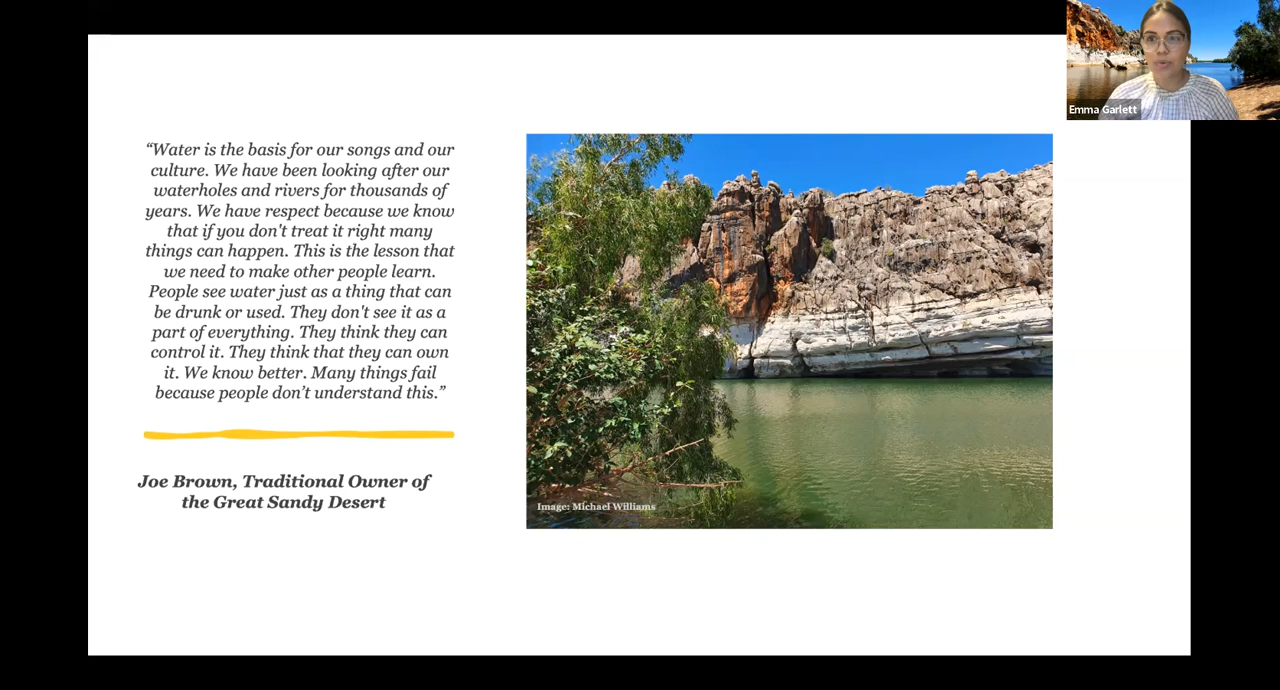 “Water is the basis for our songs and our
culture. We have been looking after our
waterholes and rivers for thousands of
years. We have respect because we know
that if you don't treat it right many
things can happen. This is the lesson that
we need to make other people learn.
People see water just as a thing that can
be drunk or used. They don't see it as a
part of everything. They think they can
control it. They think that they can own
it. We know better. Many things fail
because people don’t understand this.”
Joe Brown, Traditional Owner of
the Great Sandy Desert
Image: Michael Williams
Emma Garlett